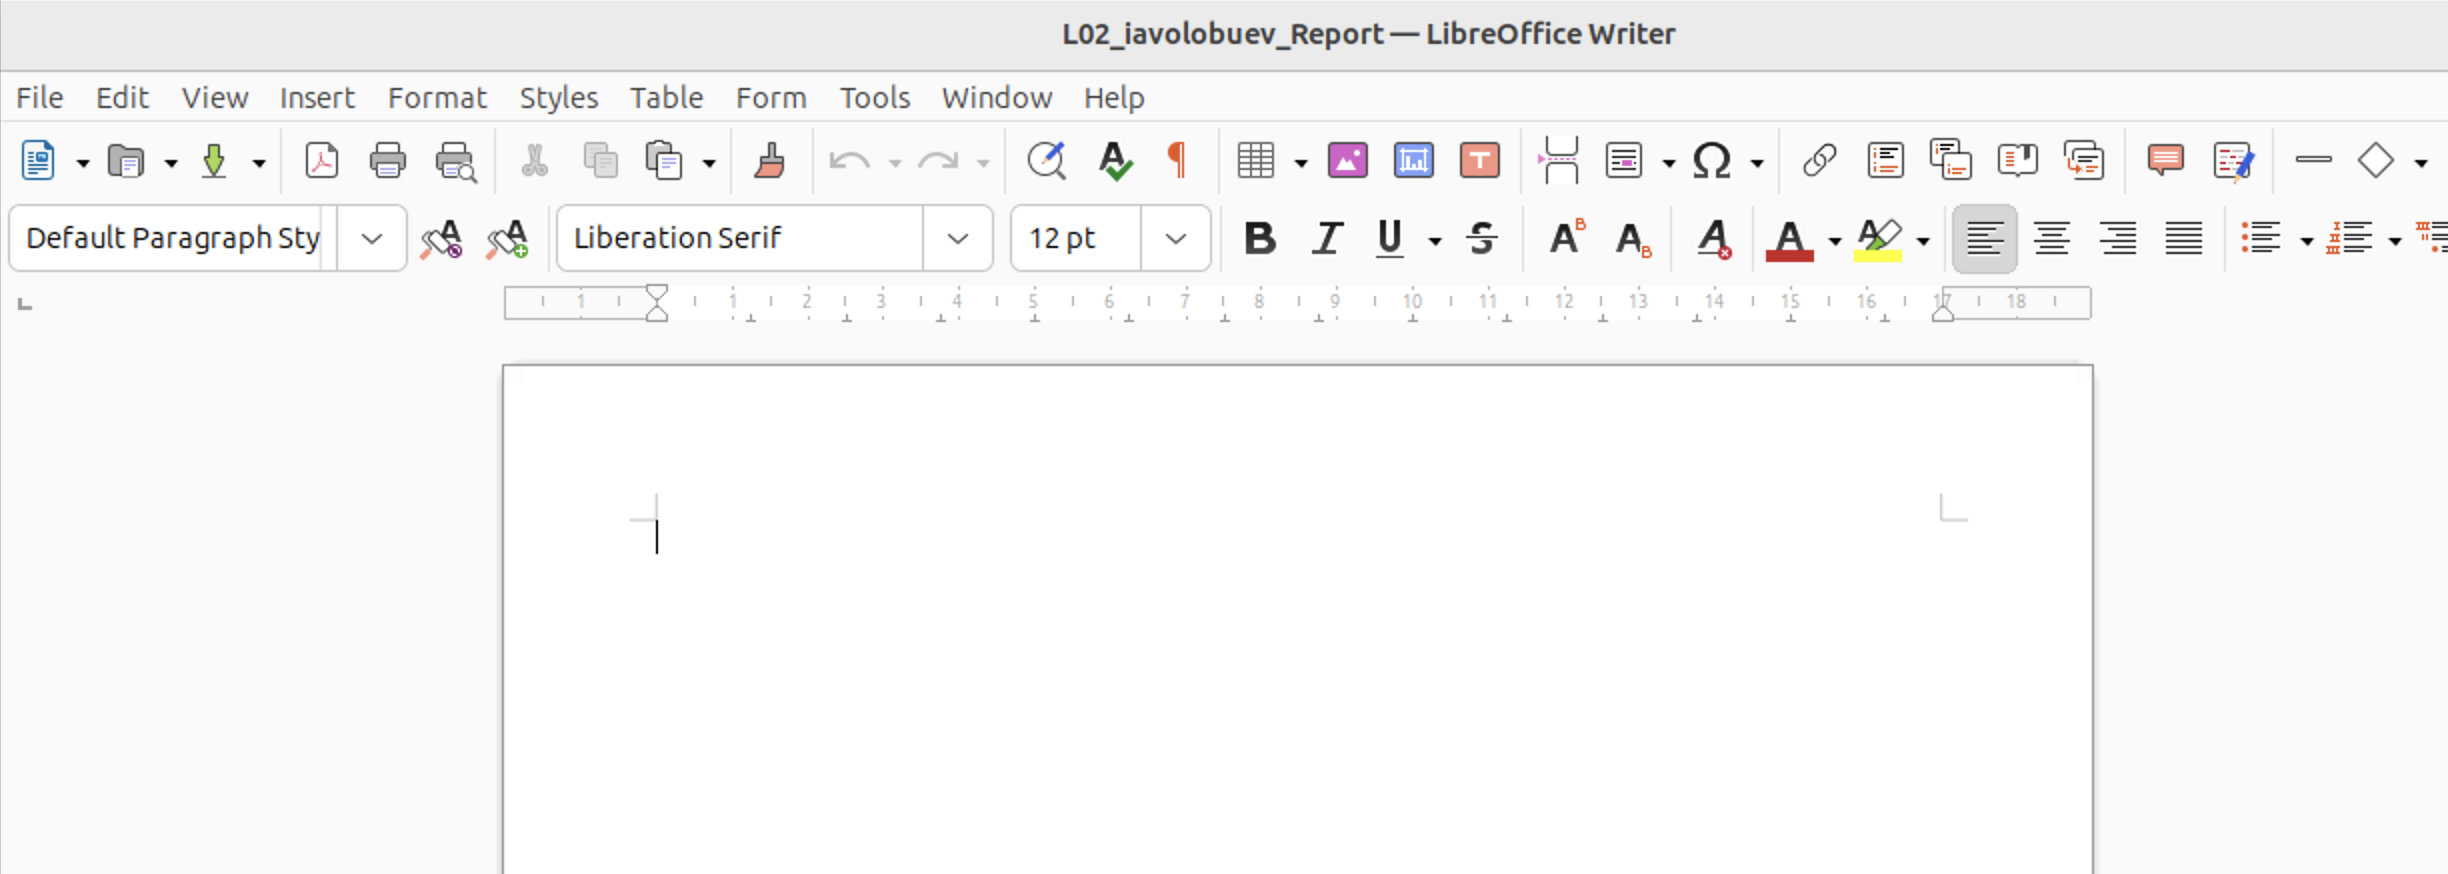 L02_iavolobuev_Report — LibreOffice Writer
File Edit View Insert Format Styles Table Form Tools Window Help
Default Paragraph Sty Liberation Serif 12 pt
1 1 2 3 4 5 6 7 8 9 10 11 12 13 14 15 16 17 18